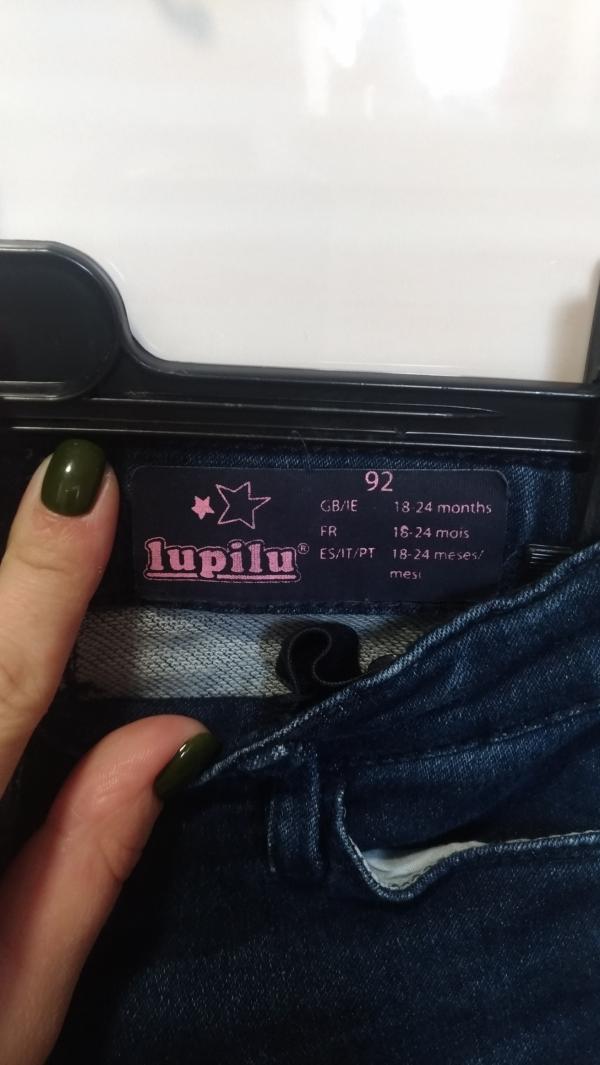 lupilu®
92
GB/IE 18-24 months
FR 18-24 mois
ES/IT/PT 18-24 meses/
mesi